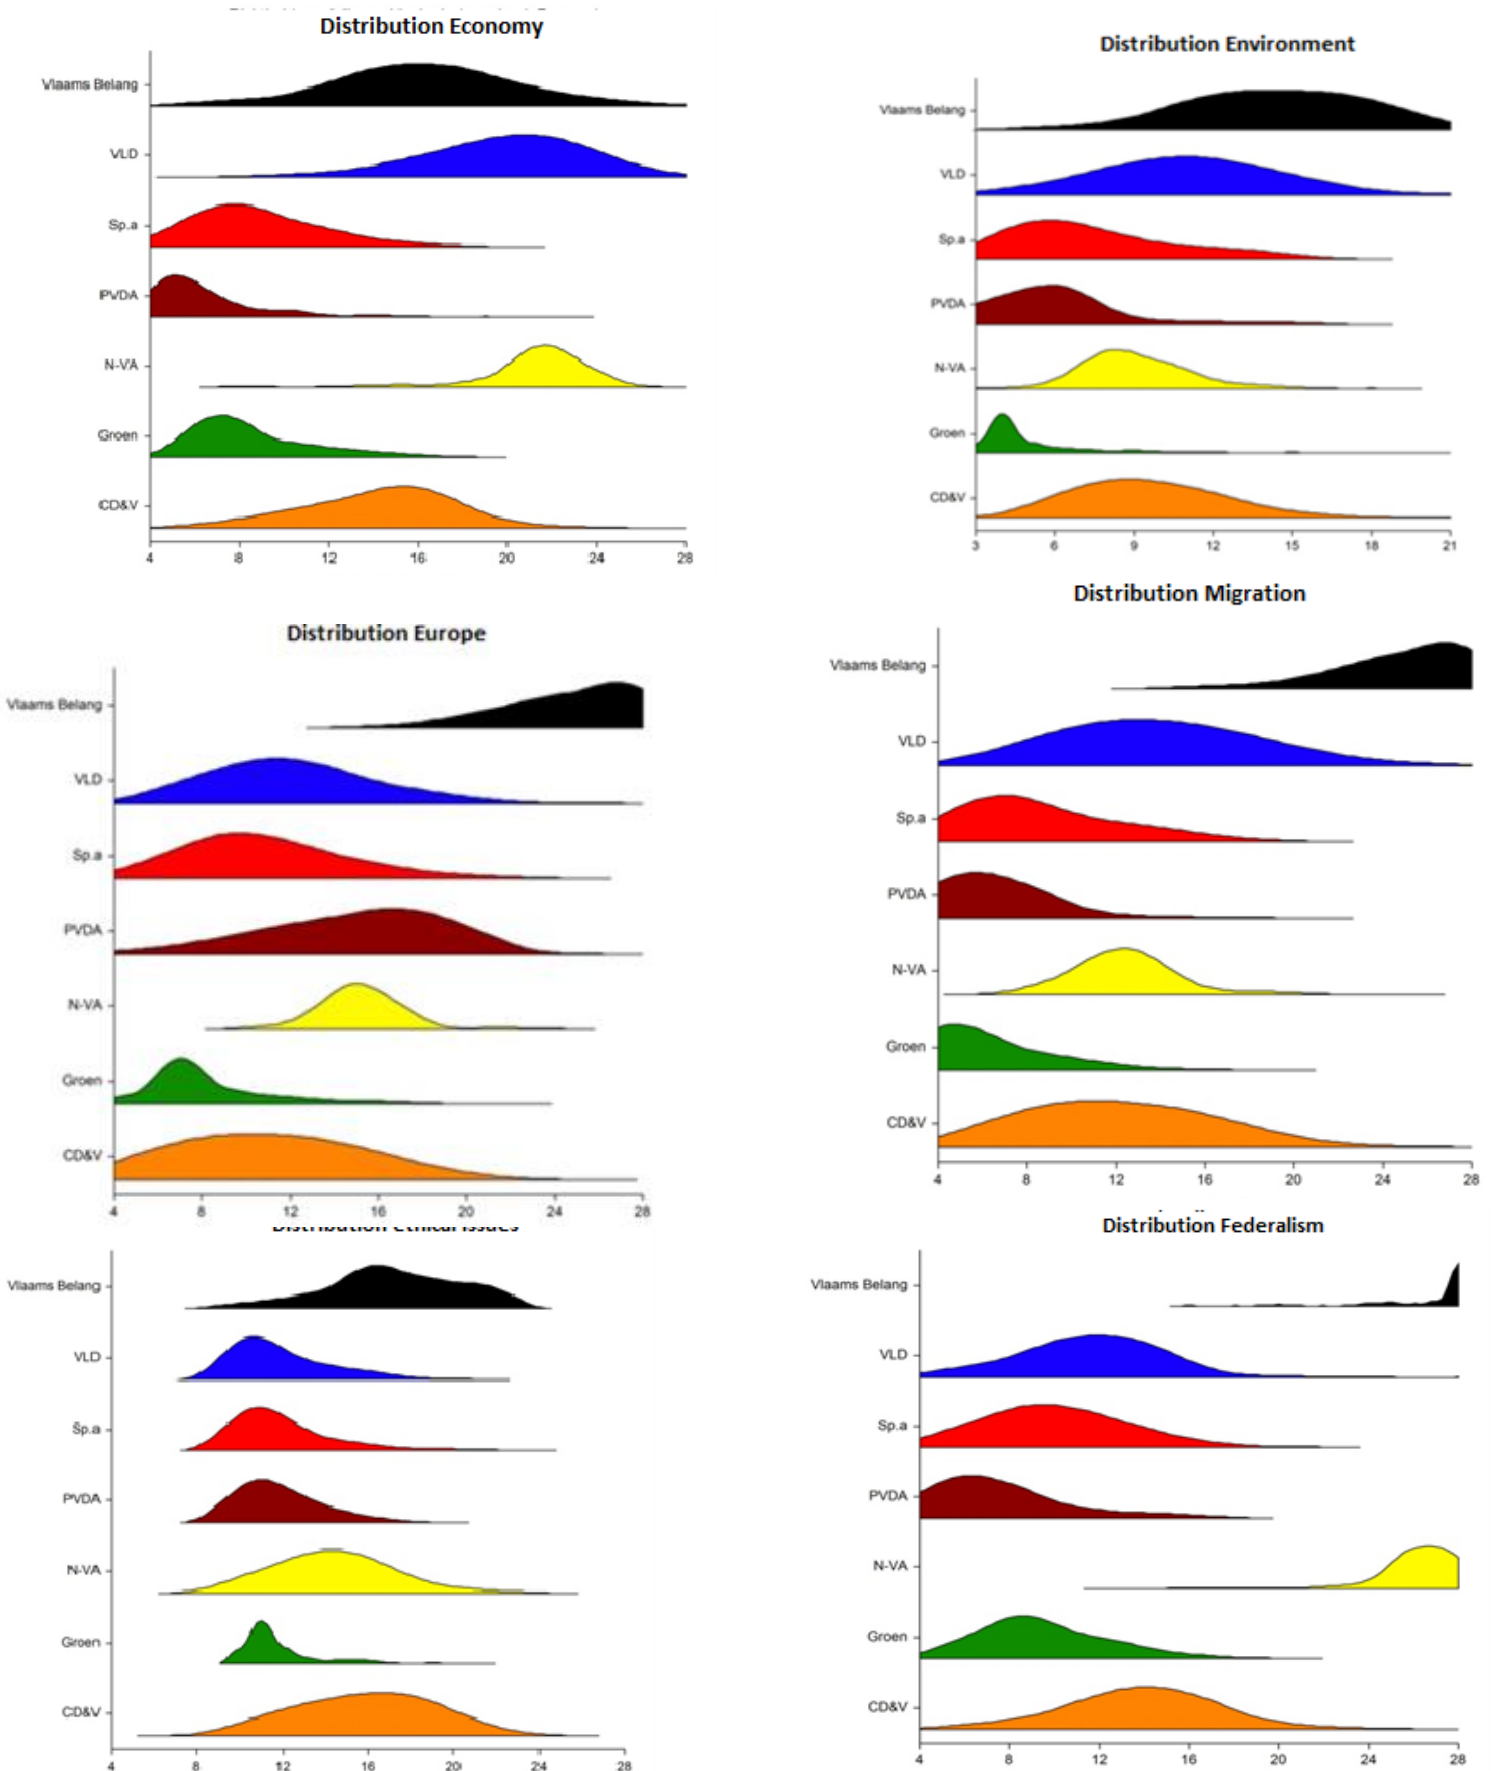 Distribution Economy
Vlaams Belang
VLD
Sp.a
PVDA
N-VA
Groen
CD&V
4 8 12 16 20 24 28
Distribution Environment
Vlaams Belang
VLD
Sp.a
PVDA
N-VA
Groen
CD&V
3 6 9 12 15 18 21
Distribution Europe
Vlaams Belang
VLD
Sp.a
PVDA
N-VA
Groen
CD&V
4 8 12 16 20 24 28
Distribution Migration
Vlaams Belang
VLD
Sp.a
PVDA
N-VA
Groen
CD&V
4 8 12 16 20 24 28
Distribution Ethical Issues
Vlaams Belang
VLD
Sp.a
PVDA
N-VA
Groen
CD&V
4 8 12 16 20 24 28
Distribution Federalism
Vlaams Belang
VLD
Sp.a
PVDA
N-VA
Groen
CD&V
4 8 12 16 20 24 28